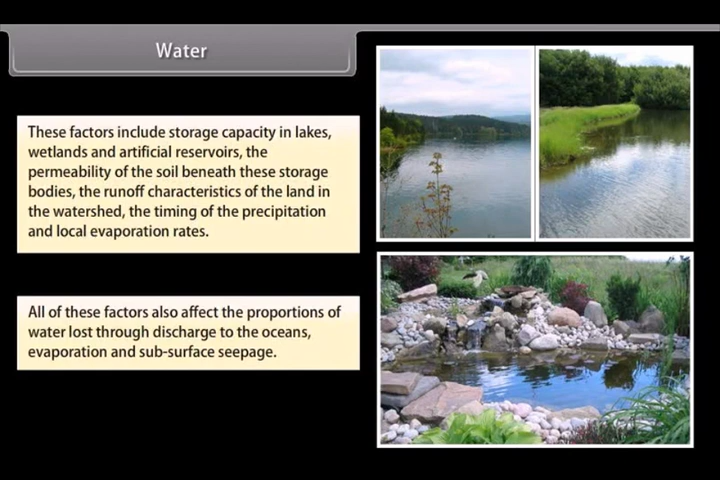 Water
These factors include storage capacity in lakes,
wetlands and artificial reservoirs, the
permeability of the soil beneath these storage
bodies, the runoff characteristics of the land in
the watershed, the timing of the precipitation
and local evaporation rates.
All of these factors also affect the proportions of
water lost through discharge to the oceans,
evaporation and sub-surface seepage.